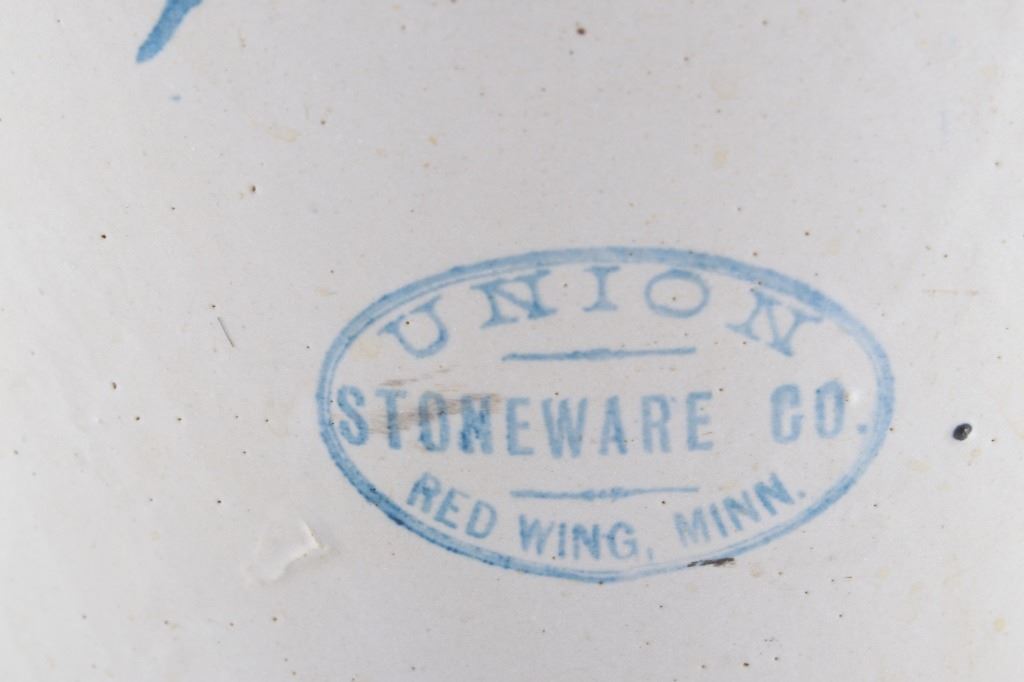 UNION
STONEWARE CO.
RED WING, MINN.